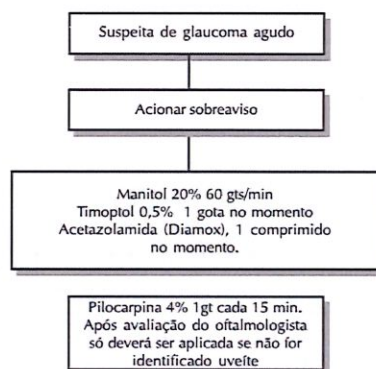 Suspeita de glaucoma agudo
Acionar sobreaviso
Manitol 20% 60 gts/min
Timoptol 0,5% 1 gota no momento
Acetazolamida (Diamox), 1 comprimido
no momento.
Pilocarpina 4% 1gt cada 15 min.
Após avaliação do oftalmologista
só deverá ser aplicada se não for
identificado uveíte